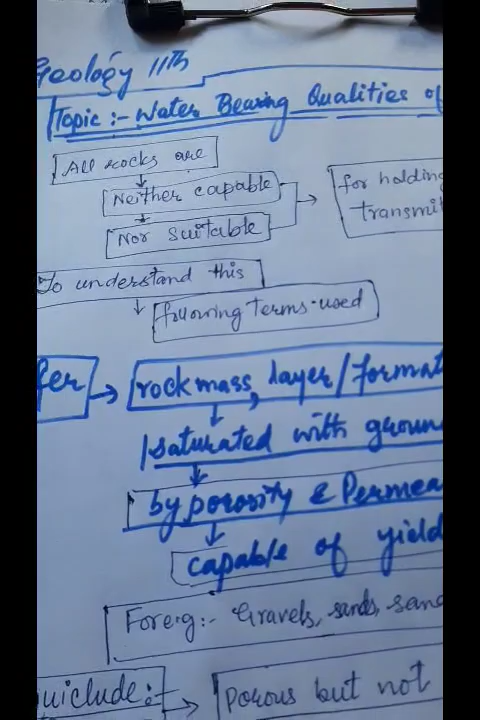 Geology 11th
Topic :- Water Bearing Qualities of
All rocks are
Neither capable
Nor suitable
for holding
transmit
To understand this
following terms used
fer → rock mass, layer/format
saturated with groun
by porosity & Permea
capable of yield
For e.g:- Gravels, sands, sand
uiclude:- → Porous but not